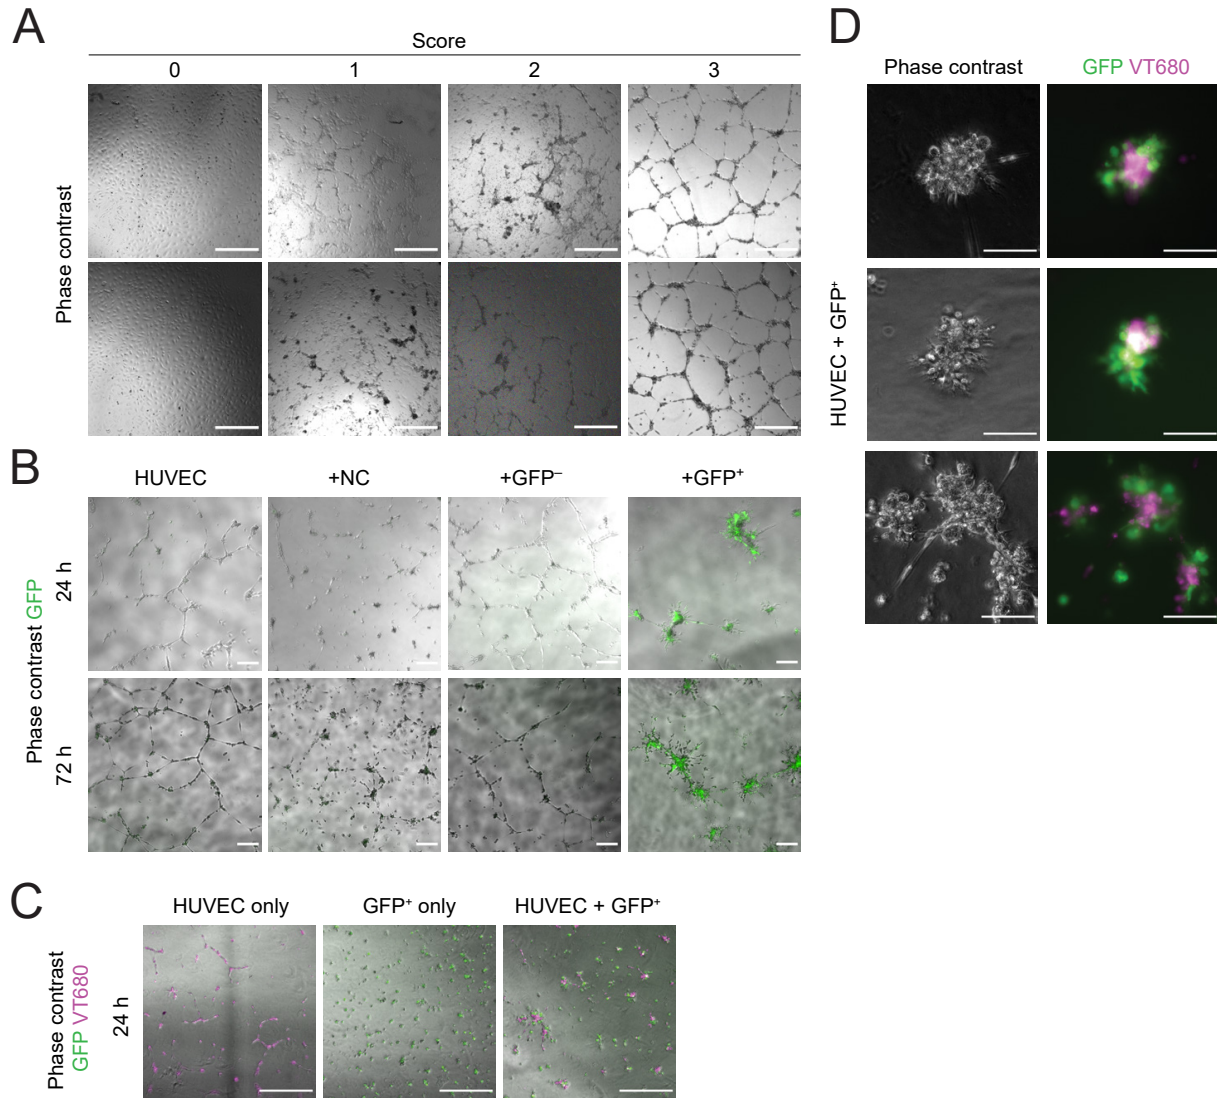 A
Score
0 1 2 3
Phase contrast
B
HUVEC +NC +GFP⁻ +GFP⁺
Phase contrast GFP
24 h
72 h
C
HUVEC only GFP⁺ only HUVEC + GFP⁺
Phase contrast
GFP VT680
24 h
D
Phase contrast GFP VT680
HUVEC + GFP⁺